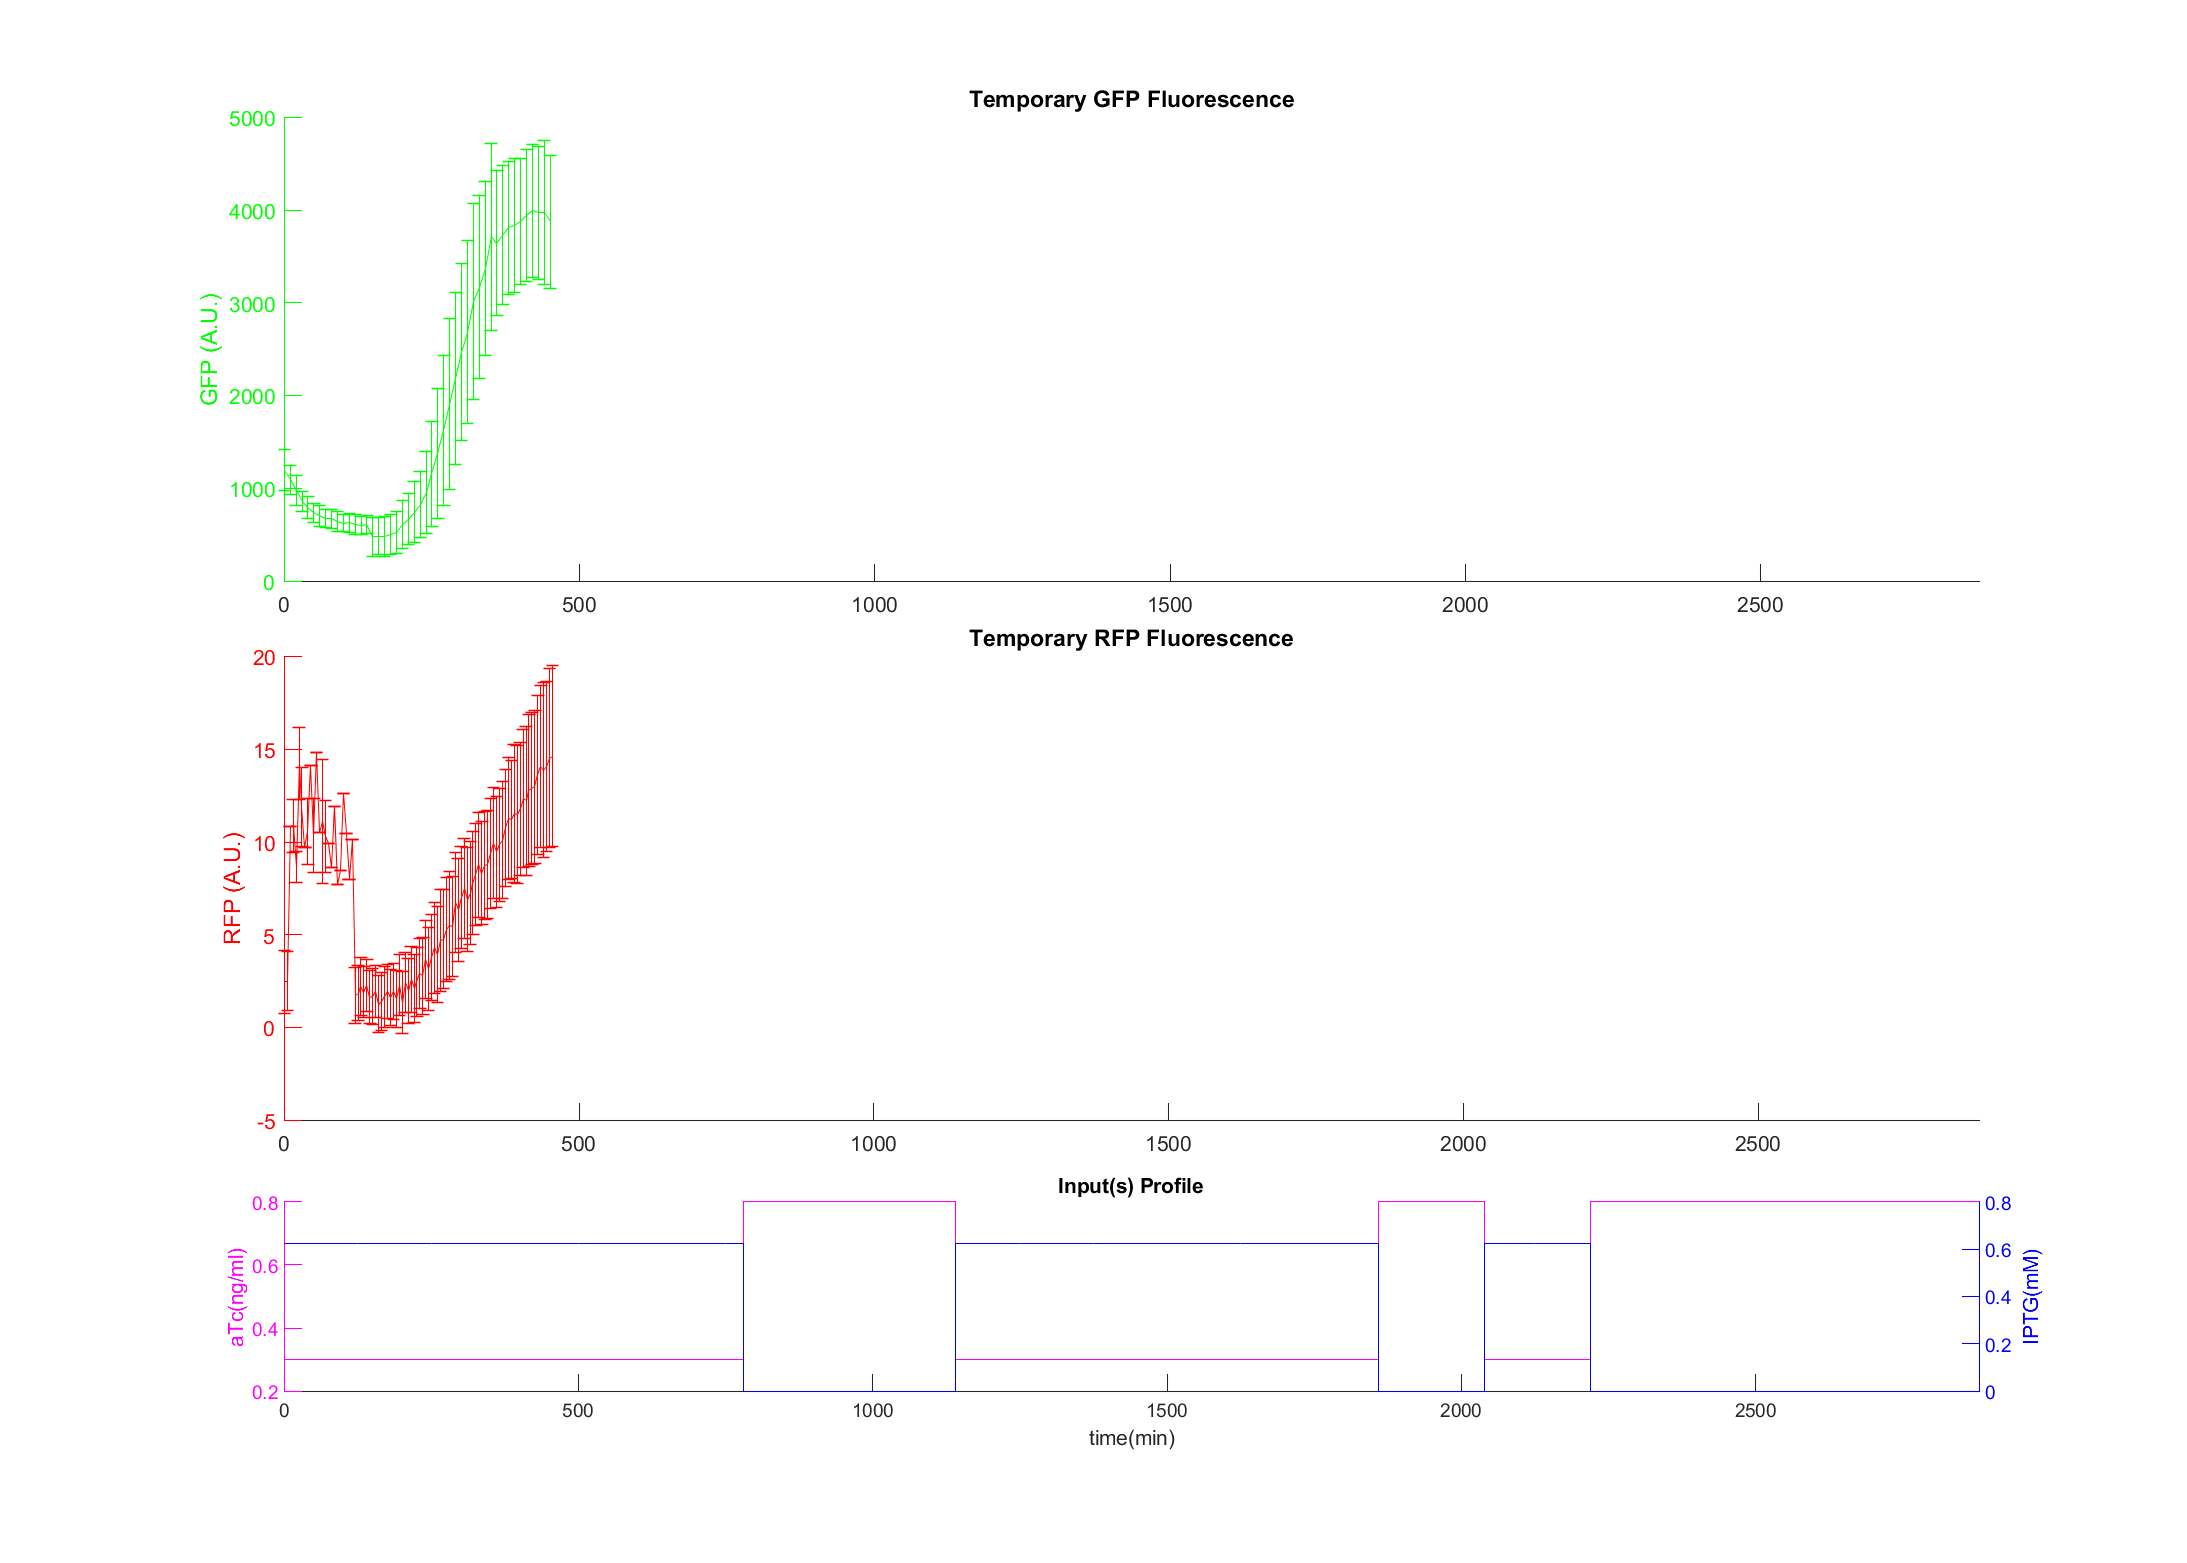 Temporary GFP Fluorescence
5000
4000
3000
2000
1000
0
GFP (A.U.)
0 500 1000 1500 2000 2500
Temporary RFP Fluorescence
20
15
10
5
0
-5
RFP (A.U.)
0 500 1000 1500 2000 2500
Input(s) Profile
0.8
0.6
0.4
0.2
aTc(ng/ml)
0.8
0.6
0.4
0.2
0
IPTG(mM)
0 500 1000 1500 2000 2500
time(min)